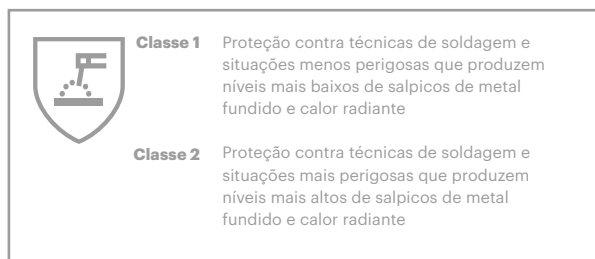 Classe 1 Proteção contra técnicas de soldagem e
situações menos perigosas que produzem
níveis mais baixos de salpicos de metal
fundido e calor radiante
Classe 2 Proteção contra técnicas de soldagem e
situações mais perigosas que produzem
níveis mais altos de salpicos de metal
fundido e calor radiante